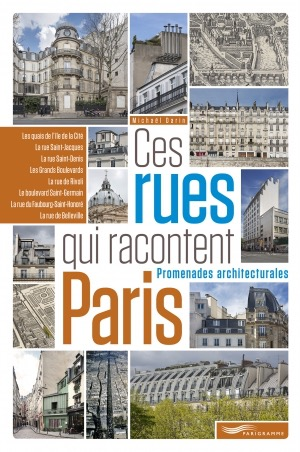 Michaël Darin
Les quais de l'Ile de la Cité
La rue Saint-Jacques
La rue Saint-Denis
Les Grands Boulevards
La rue de Rivoli
Le boulevard Saint-Germain
La rue du Faubourg-Saint-Honoré
La rue de Belleville
Ces
rues
qui racontent
Promenades architecturales
Paris
PARIGRAMME